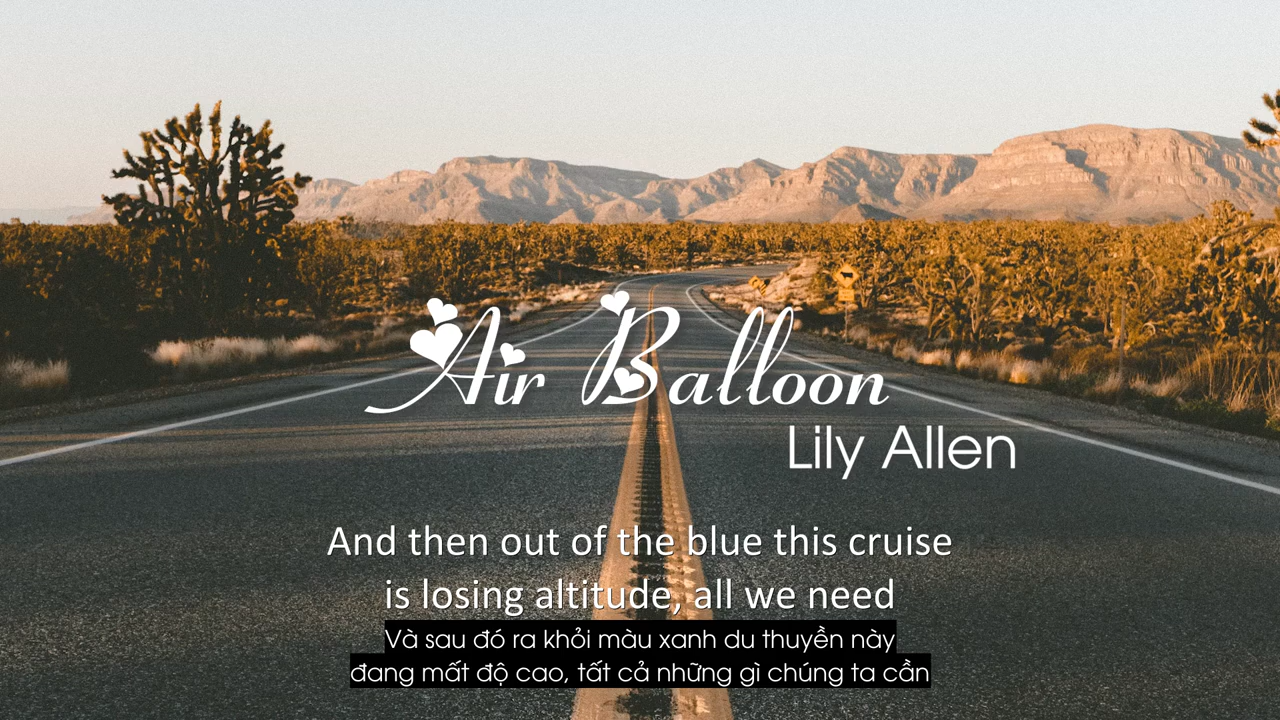 Air Balloon
Lily Allen
And then out of the blue this cruise
is losing altitude, all we need
Và sau đó ra khỏi màu xanh du thuyền này
đang mất độ cao, tất cả những gì chúng ta cần